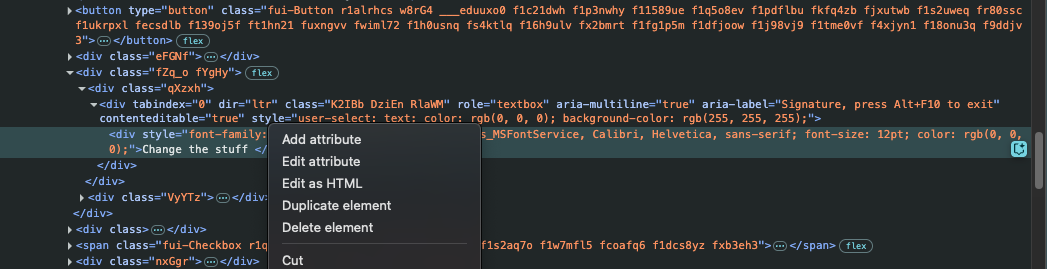 <button type="button" class="fui-Button r1alrhcs w8rG4 ___eduuxo0 f1c21dwh f1p3nwhy f11589ue f1q5o8ev f1pdflbu fkfq4zb fjxutwb f1s2uweq fr80ssc
f1ukrpxl fecsdlb f139oj5f ft1hn21 fuxngvv fwiml72 f1h0usnq fs4ktlq f16h9ulv fx2bmrt f1fg1p5m f1dfjoow f1j98vj9 f1tme0vf f4xjyn1 f18onu3q f9ddjv
3">…</button> flex
<div class="eFGNf">…</div>
<div class="fZq_o fYgHy"> flex
<div class="qXzxh">
<div tabindex="0" dir="ltr" class="K2IBb DziEn RlaWM" role="textbox" aria-multiline="true" aria-label="Signature, press Alt+F10 to exit"
contenteditable="true" style="user-select: text; color: rgb(0, 0, 0); background-color: rgb(255, 255, 255);">
<div style="font-family: s_MSFontService, Calibri, Helvetica, sans-serif; font-size: 12pt; color: rgb(0, 0,
0);">Change the stuff </
</div>
</div>
<div class="VyYTz">…</div>
</div>
<div>…</div>
<span class="fui-Checkbox r1q f1s2aq7o f1w7mfl5 fcoafq6 f1dcs8yz fxb3eh3">…</span> flex
<div class="nxGgr">…</div>
Add attribute
Edit attribute
Edit as HTML
Duplicate element
Delete element
Cut